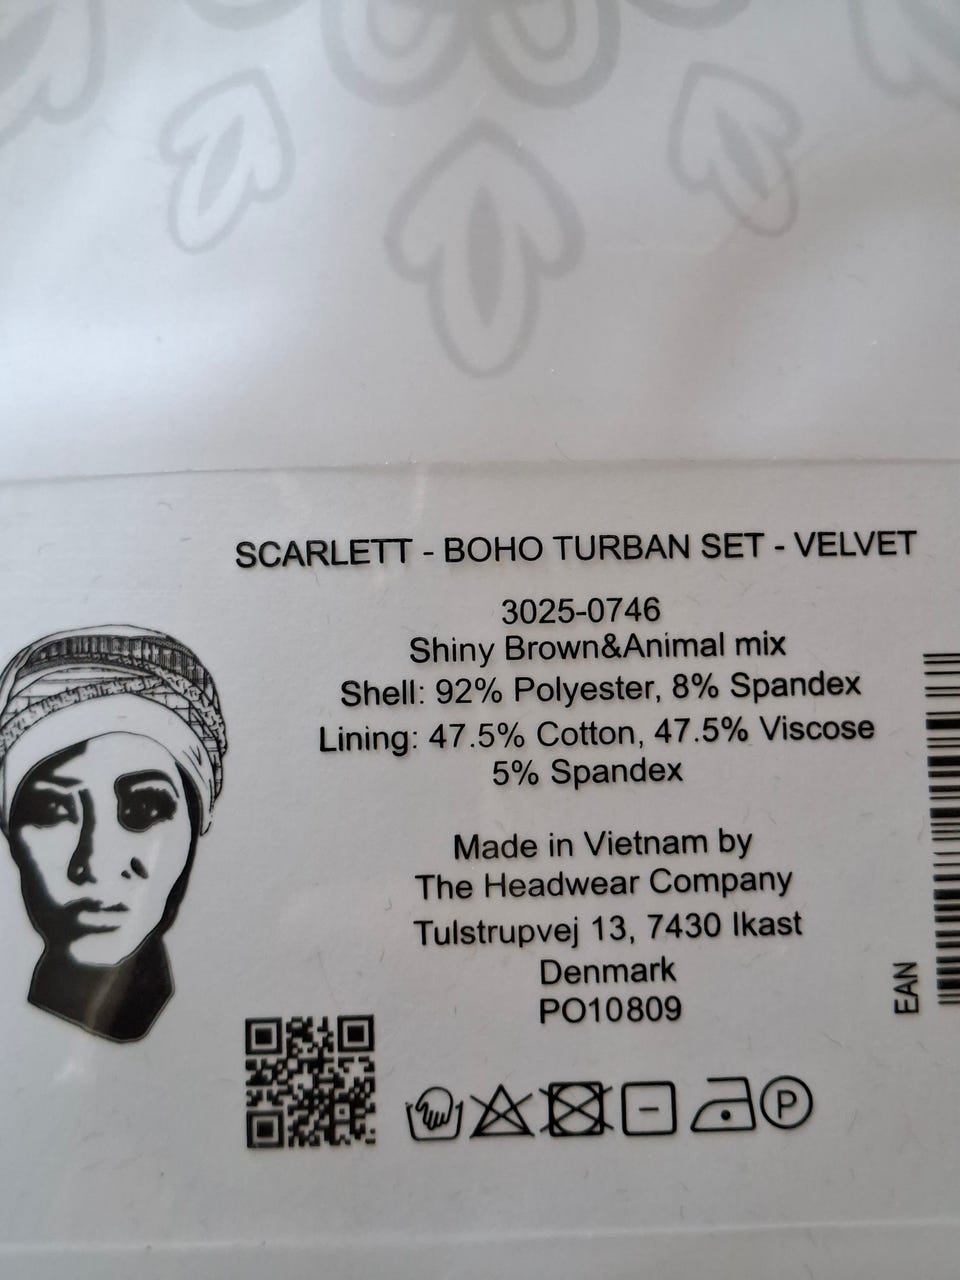 SCARLETT - BOHO TURBAN SET - VELVET
3025-0746
Shiny Brown&Animal mix
Shell: 92% Polyester, 8% Spandex
Lining: 47.5% Cotton, 47.5% Viscose
5% Spandex
Made in Vietnam by
The Headwear Company
Tulstrupvej 13, 7430 Ikast
Denmark
PO10809
EAN
P